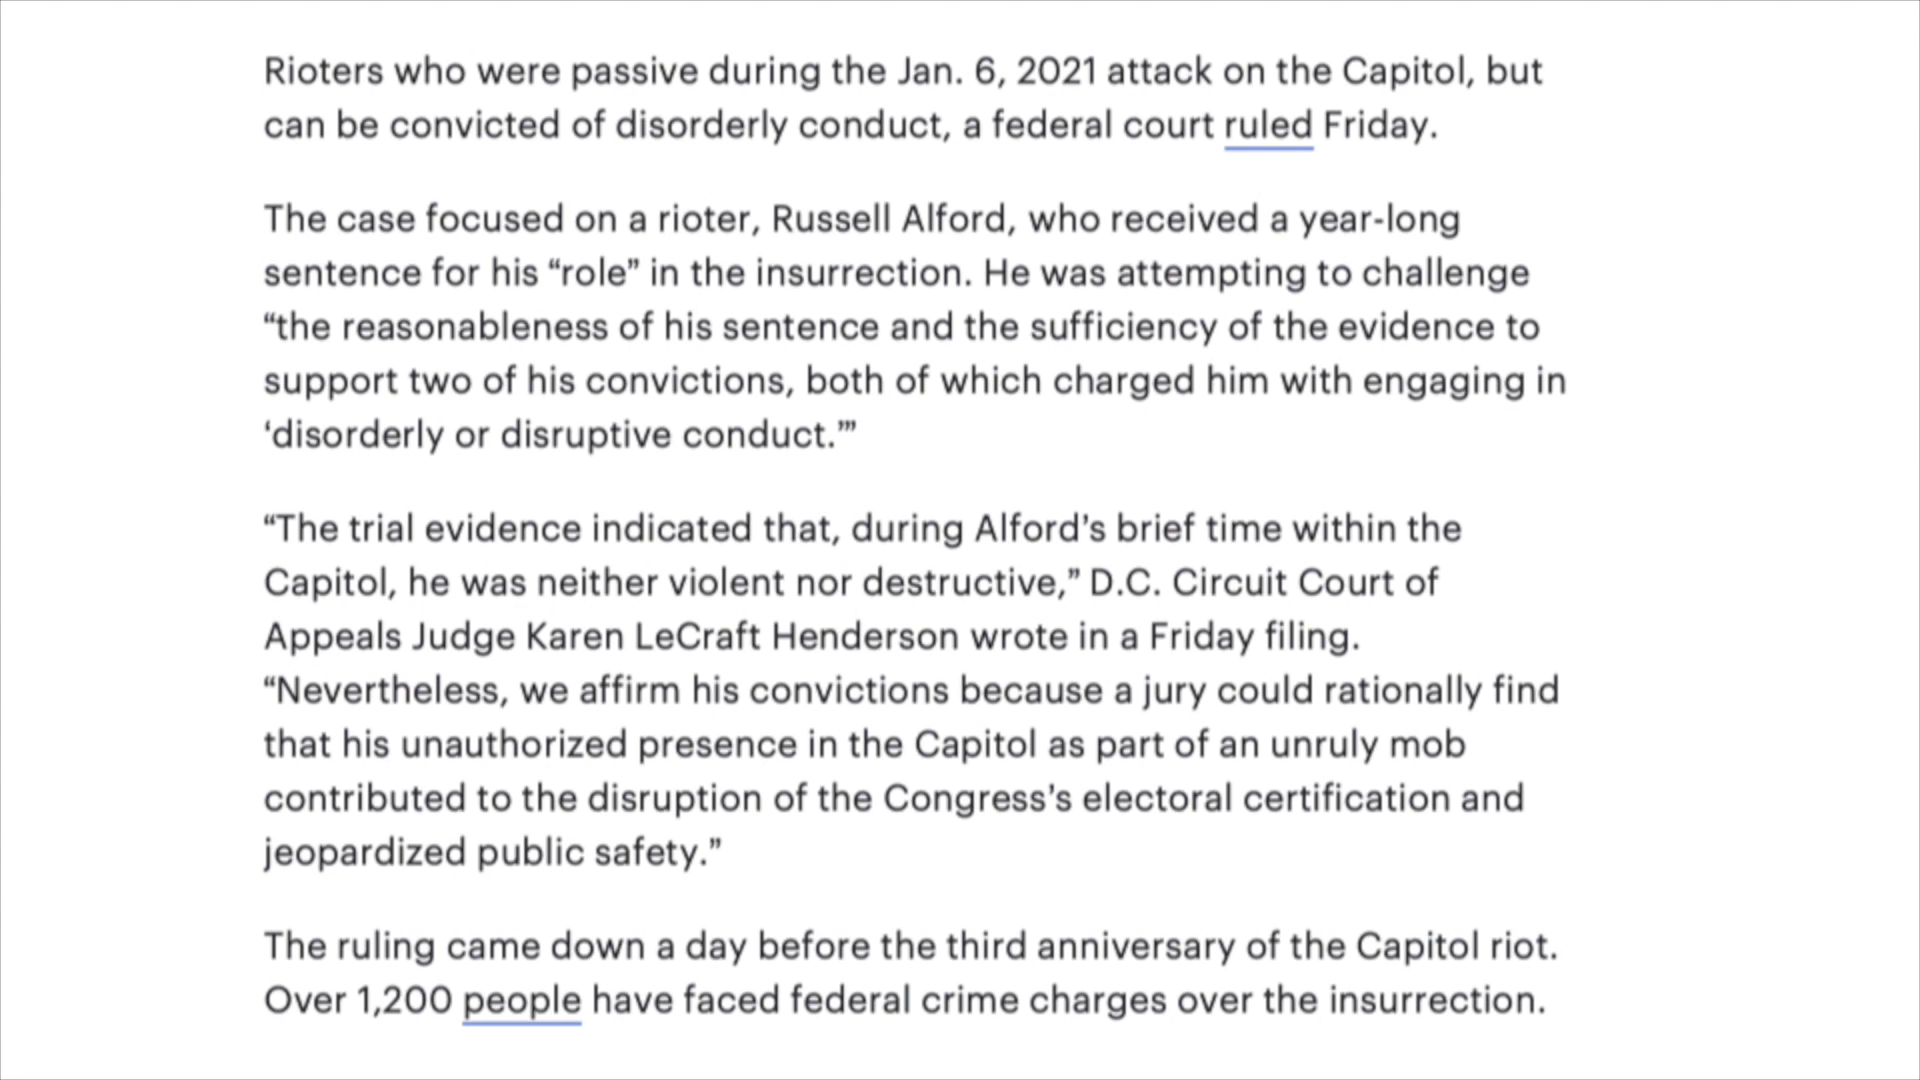 Rioters who were passive during the Jan. 6, 2021 attack on the Capitol, but
can be convicted of disorderly conduct, a federal court ruled Friday.
The case focused on a rioter, Russell Alford, who received a year-long
sentence for his “role” in the insurrection. He was attempting to challenge
“the reasonableness of his sentence and the sufficiency of the evidence to
support two of his convictions, both of which charged him with engaging in
‘disorderly or disruptive conduct.’”
“The trial evidence indicated that, during Alford’s brief time within the
Capitol, he was neither violent nor destructive,” D.C. Circuit Court of
Appeals Judge Karen LeCraft Henderson wrote in a Friday filing.
“Nevertheless, we affirm his convictions because a jury could rationally find
that his unauthorized presence in the Capitol as part of an unruly mob
contributed to the disruption of the Congress’s electoral certification and
jeopardized public safety.”
The ruling came down a day before the third anniversary of the Capitol riot.
Over 1,200 people have faced federal crime charges over the insurrection.